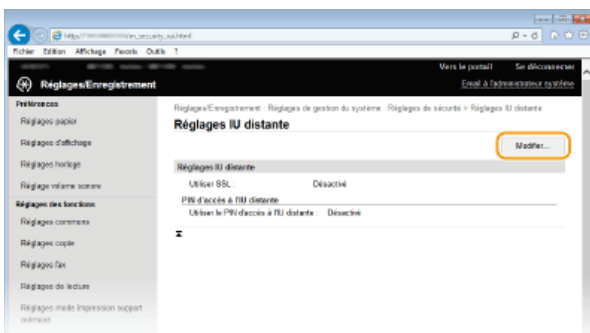 http://
m_security_ssl.html
Fichier Edition Affichage Favoris Outils ?
Vers le portail Se déconnecter
Réglages/Enregistrement
Email à l'administrateur système
Préférences
Réglages papier
Réglages d'affichage
Réglages horloge
Réglage volume sonore
Réglages des fonctions
Réglages communs
Réglages copie
Réglages fax
Réglages de lecture
Réglages mode Impression support
mémoire
Réglages/Enregistrement : Réglages de gestion du système : Réglages de sécurité > Réglages IU distante
Réglages IU distante
Modifier...
Réglages IU distante
Utiliser SSL : Désactivé
PIN d'accès à l'IU distante
Utiliser le PIN d'accès à l'IU distante : Désactivé